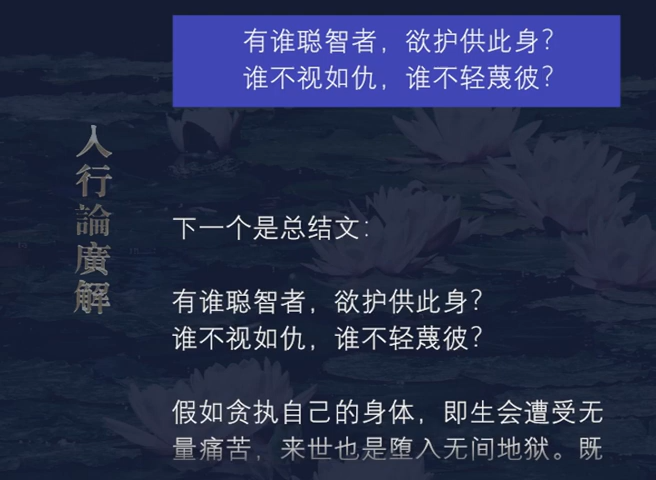 有谁聪智者，欲护供此身？
谁不视如仇，谁不轻蔑彼？
入行論廣解
下一个是总结文：
有谁聪智者，欲护供此身？
谁不视如仇，谁不轻蔑彼？
假如贪执自己的身体，即生会遭受无
量痛苦，来世也是堕入无间地狱。既